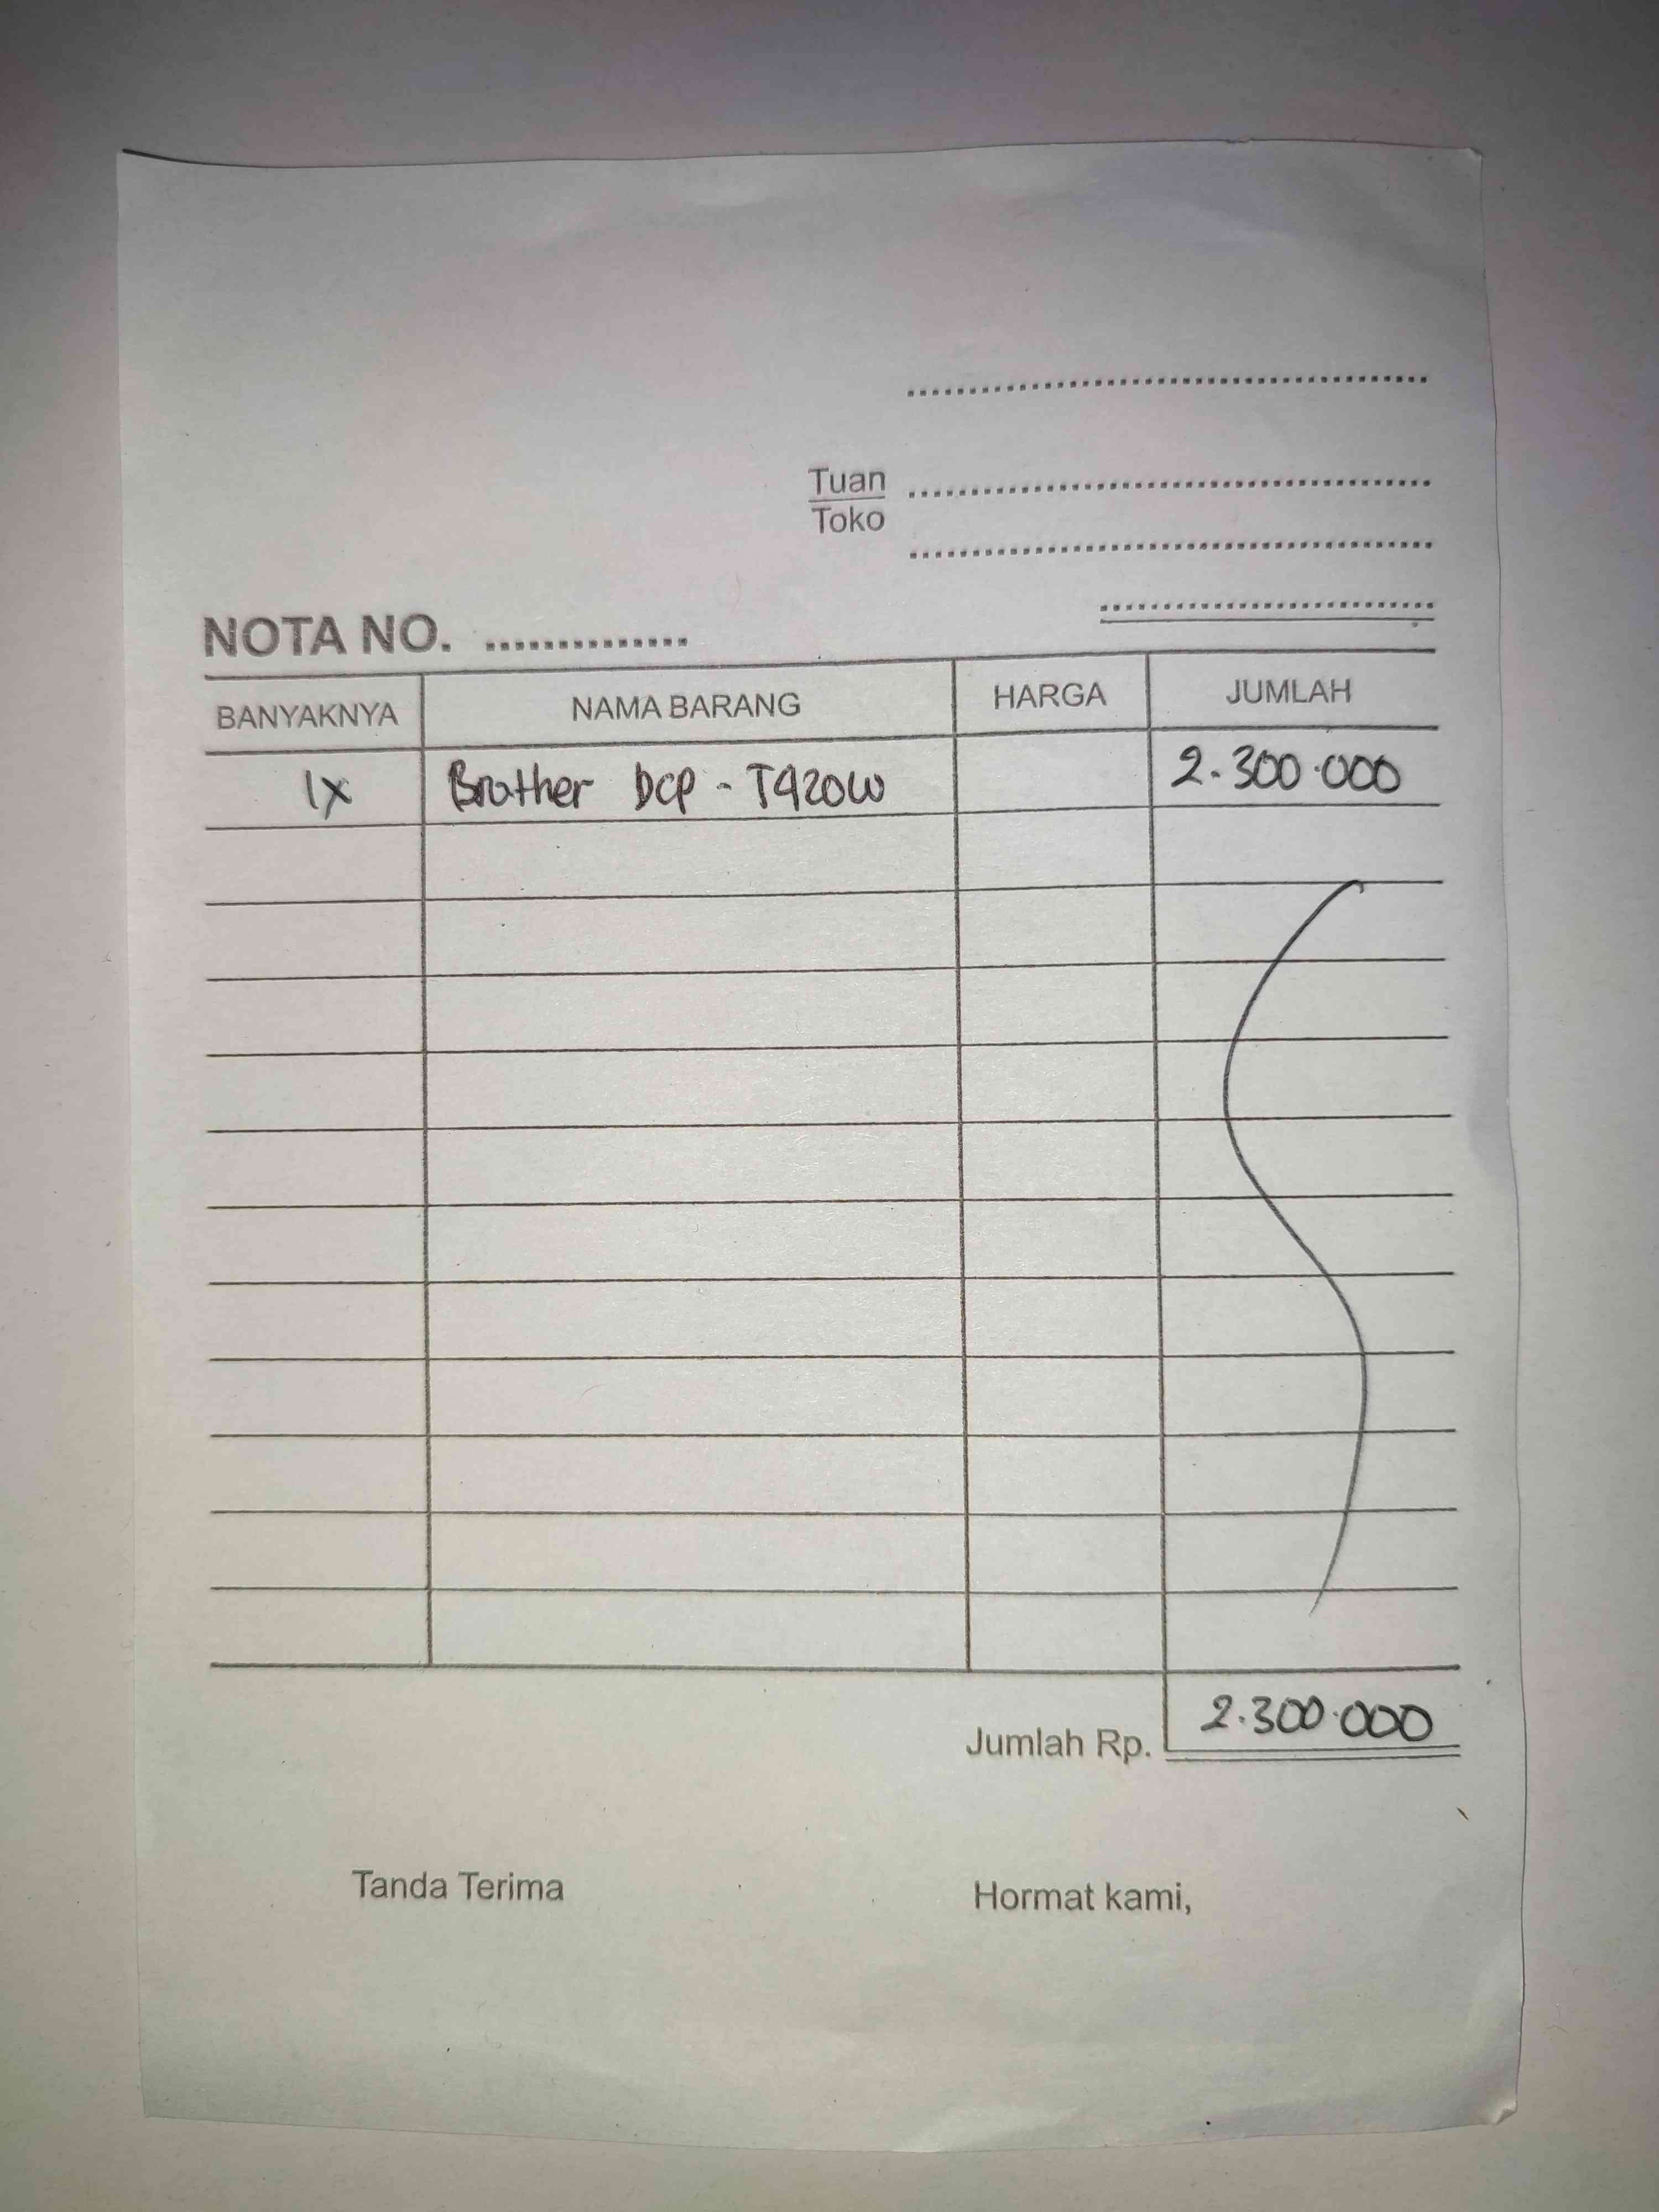 Tuan
Toko
NOTA NO. ..............
BANYAKNYA NAMA BARANG HARGA JUMLAH
1x Brother DCP - T420W 2.300.000
Jumlah Rp. 2.300.000
Tanda Terima Hormat kami,